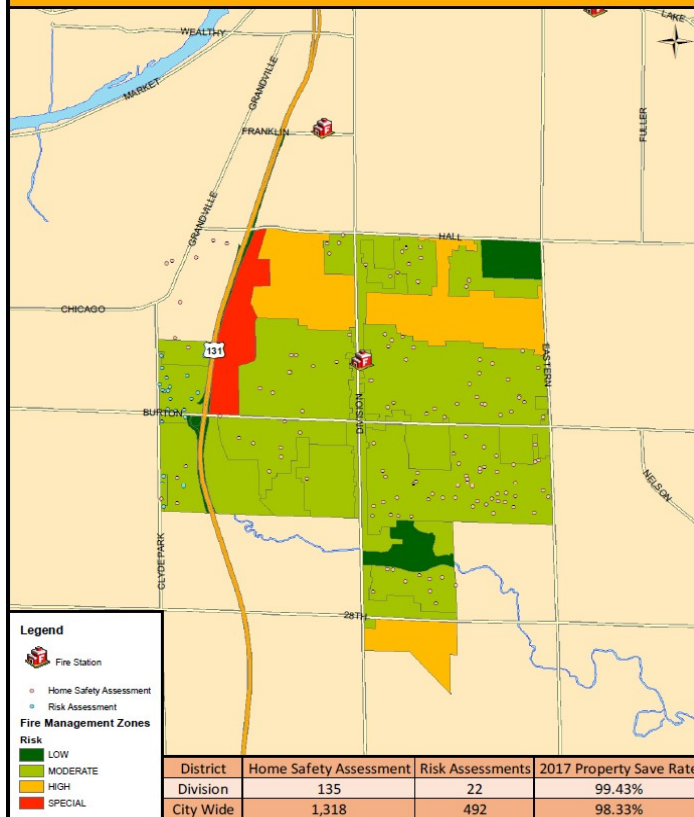 LAKE
WEALTHY
MARKET
GRANDVILLE
FULLER
FRANKLIN
GRANDVILLE
HALL
CHICAGO
131
EASTERN
DIVISION
BURTON
NELSON
CLYDE PARK
28TH
Legend
Fire Station
Home Safety Assessment
Risk Assessment
Fire Management Zones
Risk
LOW
MODERATE
HIGH
SPECIAL
District Home Safety Assessment Risk Assessments 2017 Property Save Rate
Division 135 22 99.43%
City Wide 1,318 492 98.33%